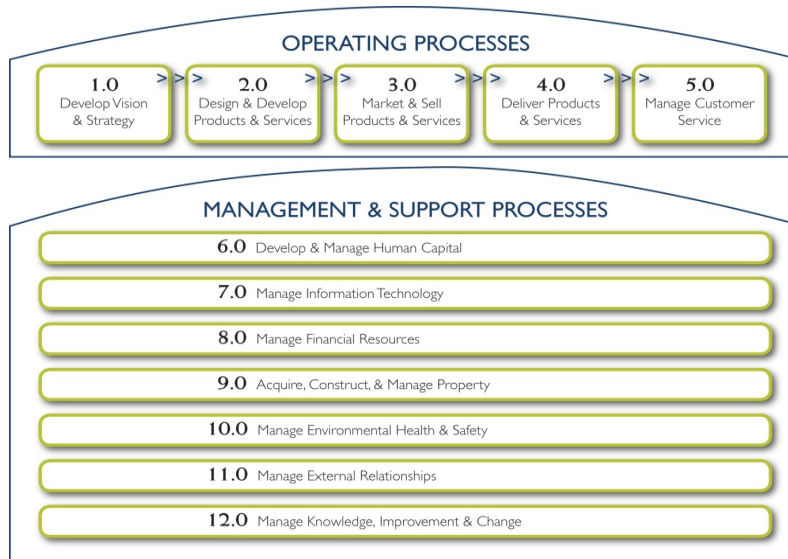 OPERATING PROCESSES
1.0
Develop Vision
& Strategy
> > >
2.0
Design & Develop
Products & Services
> > >
3.0
Market & Sell
Products & Services
> > >
4.0
Deliver Products
& Services
> > >
5.0
Manage Customer
Service
MANAGEMENT & SUPPORT PROCESSES
6.0 Develop & Manage Human Capital
7.0 Manage Information Technology
8.0 Manage Financial Resources
9.0 Acquire, Construct, & Manage Property
10.0 Manage Environmental Health & Safety
11.0 Manage External Relationships
12.0 Manage Knowledge, Improvement & Change